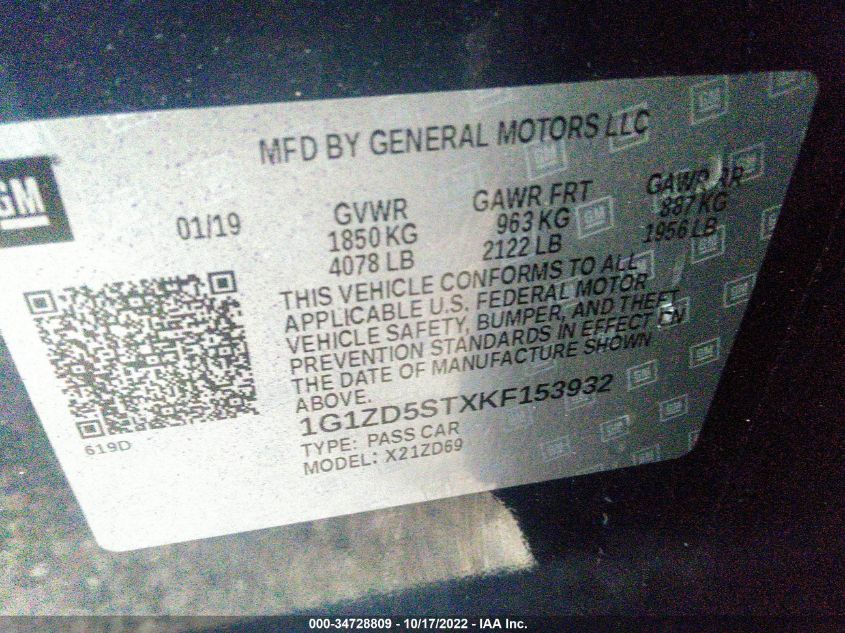 MFD BY GENERAL MOTORS LLC
GM
01/19
GVWR GAWR FRT GAWR RR
1850 KG 963 KG 887 KG
4078 LB 2122 LB 1956 LB
THIS VEHICLE CONFORMS TO ALL
APPLICABLE U.S. FEDERAL MOTOR
VEHICLE SAFETY, BUMPER, AND THEFT
PREVENTION STANDARDS IN EFFECT ON
THE DATE OF MANUFACTURE SHOWN
ABOVE.
1G1ZD5STXKF153932
TYPE: PASS CAR
MODEL: X21ZD69
619D
000-34728809 - 10/17/2022 - IAA Inc.